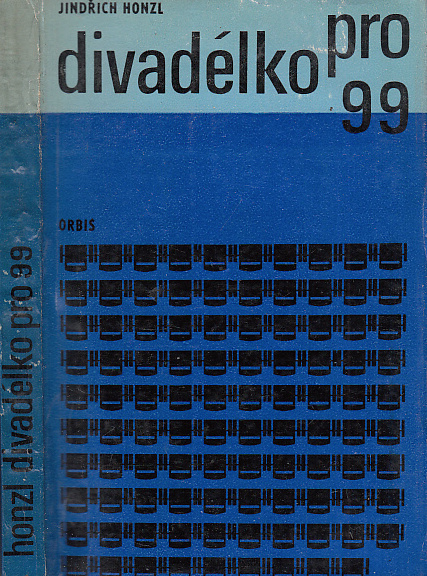 JINDŘICH HONZL
divadélko pro
99
ORBIS
honzl divadélko pro 99